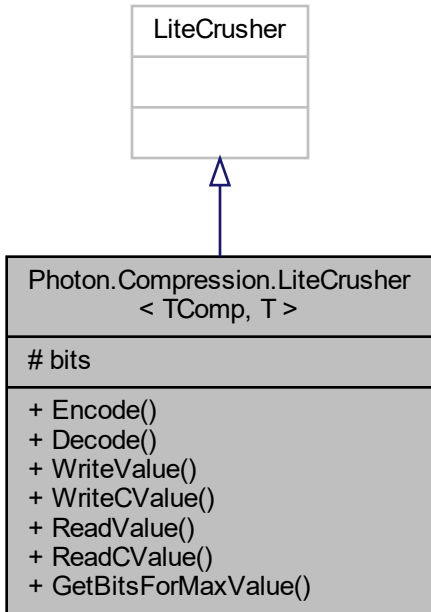 LiteCrusher
Photon.Compression.LiteCrusher
< TComp, T >
# bits
+ Encode()
+ Decode()
+ WriteValue()
+ WriteCValue()
+ ReadValue()
+ ReadCValue()
+ GetBitsForMaxValue()